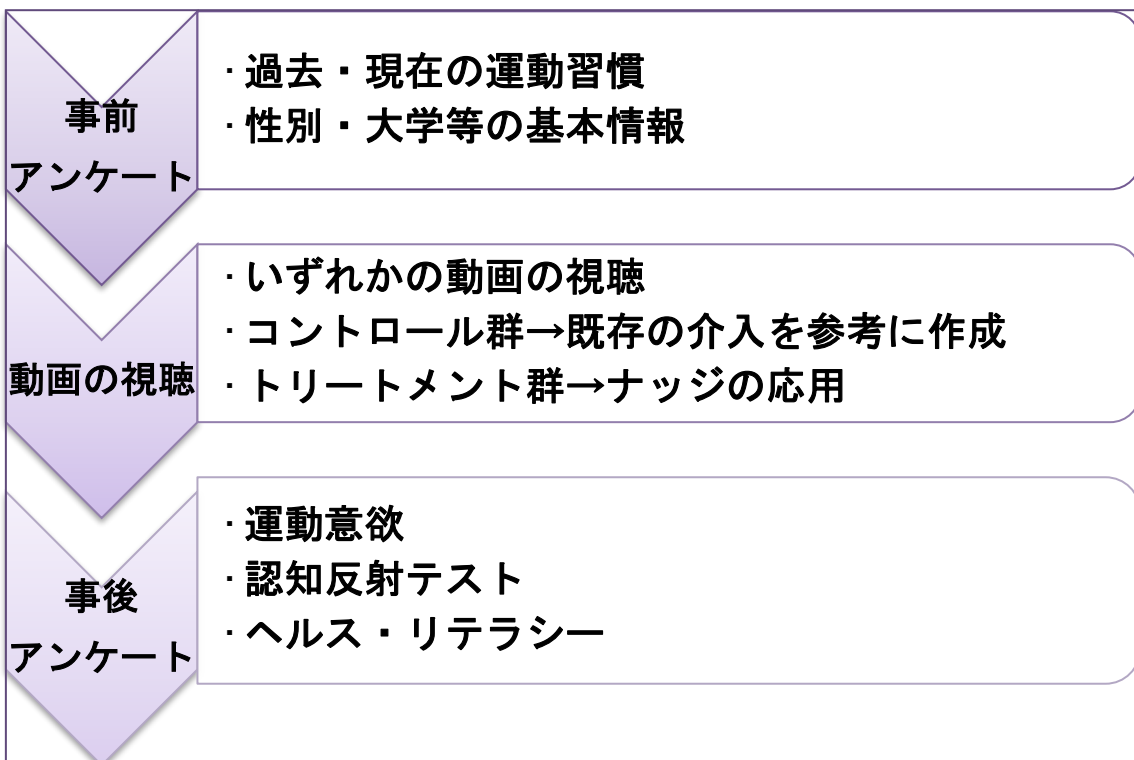 事前
アンケート
・過去・現在の運動習慣
・性別・大学等の基本情報
動画の視聴
・いずれかの動画の視聴
・コントロール群→既存の介入を参考に作成
・トリートメント群→ナッジの応用
事後
アンケート
・運動意欲
・認知反射テスト
・ヘルス・リテラシー